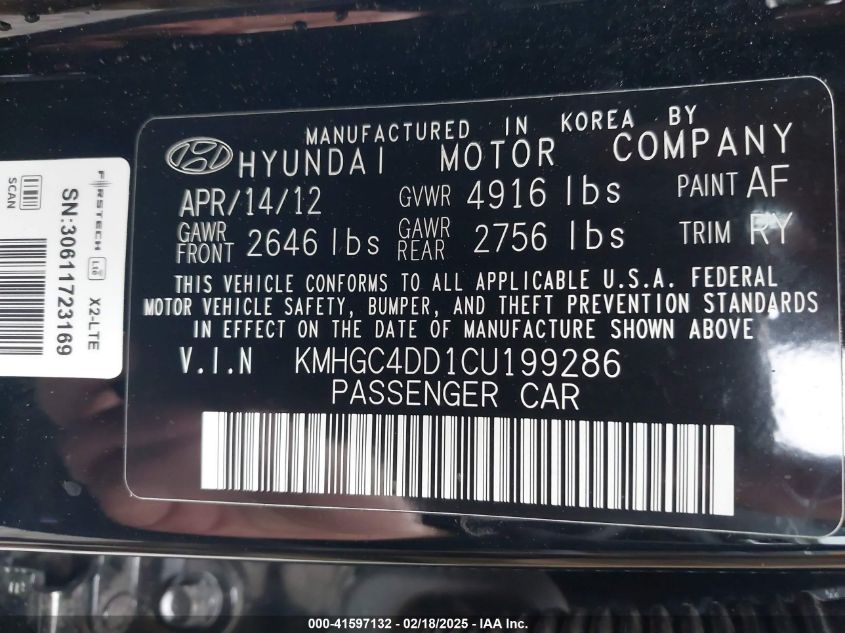 MANUFACTURED IN KOREA BY
HYUNDAI MOTOR COMPANY
APR/14/12 GVWR 4916 lbs PAINT AF
GAWR FRONT 2646 lbs GAWR REAR 2756 lbs TRIM RY
THIS VEHICLE CONFORMS TO ALL APPLICABLE U.S.A. FEDERAL
MOTOR VEHICLE SAFETY, BUMPER, AND THEFT PREVENTION STANDARDS
IN EFFECT ON THE DATE OF MANUFACTURE SHOWN ABOVE
V.I.N KMHGC4DD1CU199286
PASSENGER CAR
FIRSTECH Lte X2-LTE
SN:30611723169
SCAN
000-41597132 - 02/18/2025 - IAA Inc.